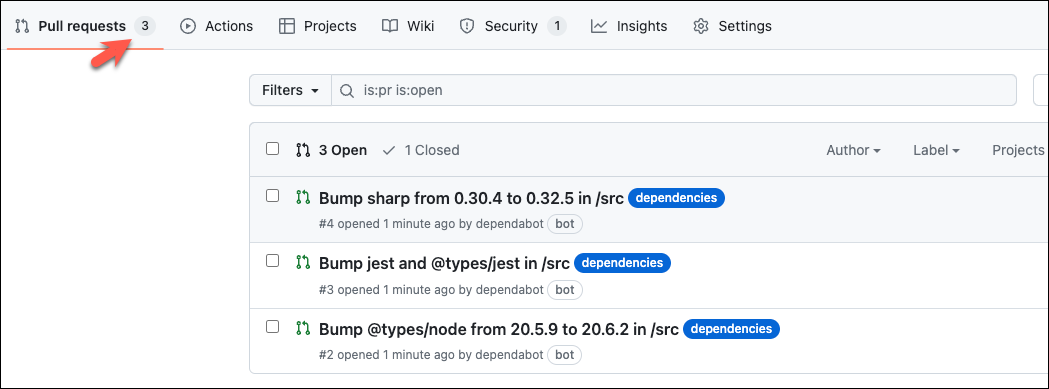 Pull requests 3 Actions Projects Wiki Security 1 Insights Settings
Filters is:pr is:open
3 Open 1 Closed Author Label Projects
Bump sharp from 0.30.4 to 0.32.5 in /src dependencies
#4 opened 1 minute ago by dependabot bot
Bump jest and @types/jest in /src dependencies
#3 opened 1 minute ago by dependabot bot
Bump @types/node from 20.5.9 to 20.6.2 in /src dependencies
#2 opened 1 minute ago by dependabot bot